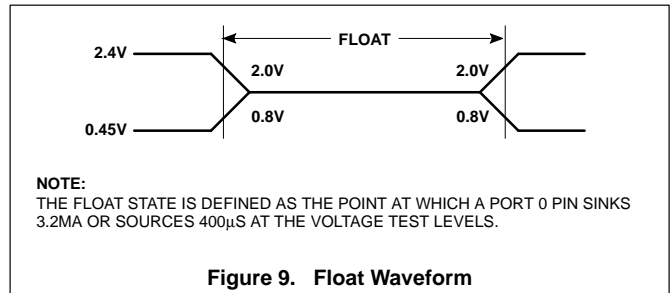 FLOAT
2.4V
2.0V 2.0V
0.8V 0.8V
0.45V
NOTE:
THE FLOAT STATE IS DEFINED AS THE POINT AT WHICH A PORT 0 PIN SINKS
3.2MA OR SOURCES 400μS AT THE VOLTAGE TEST LEVELS.
Figure 9. Float Waveform